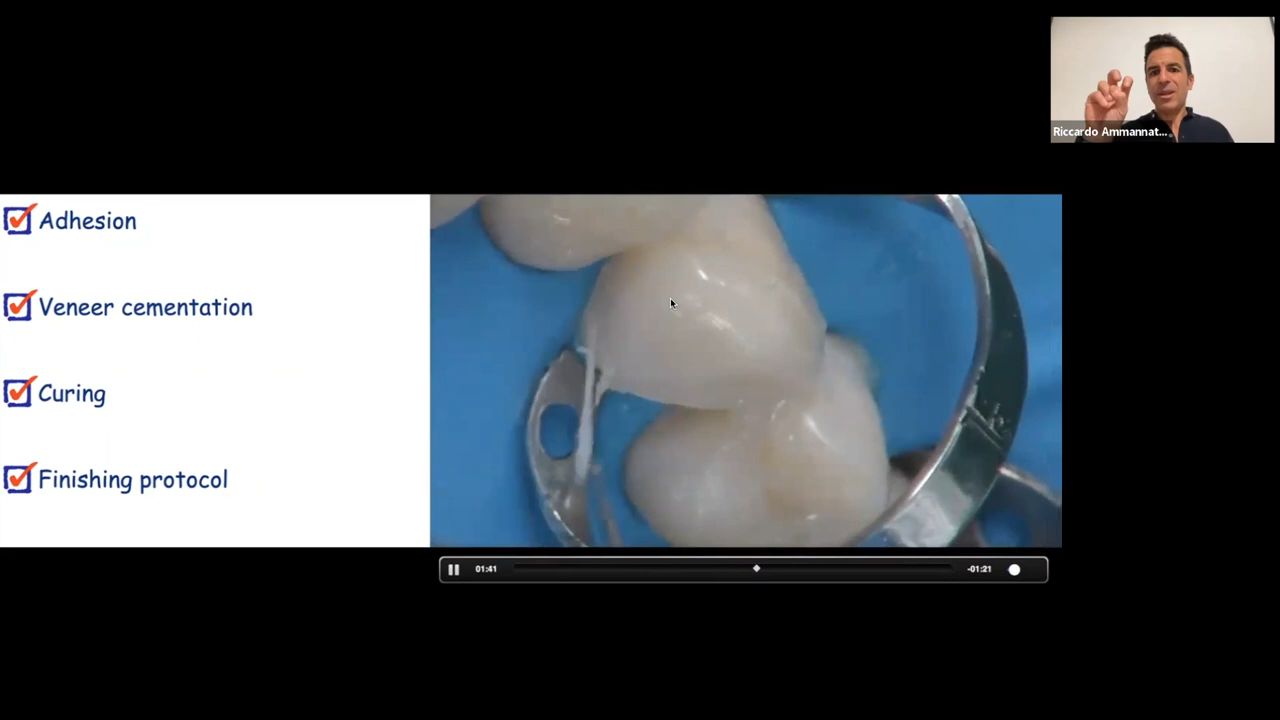 Riccardo Ammannat...
Adhesion
Veneer cementation
Curing
Finishing protocol
01:41
-01:21